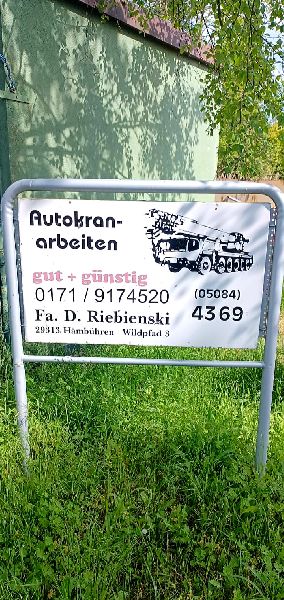 Autokran-
arbeiten
gut + günstig
0171 / 9174520 (05084)
Fa. D. Riebienski 4369
29313 Hambühren Wildpfad 3